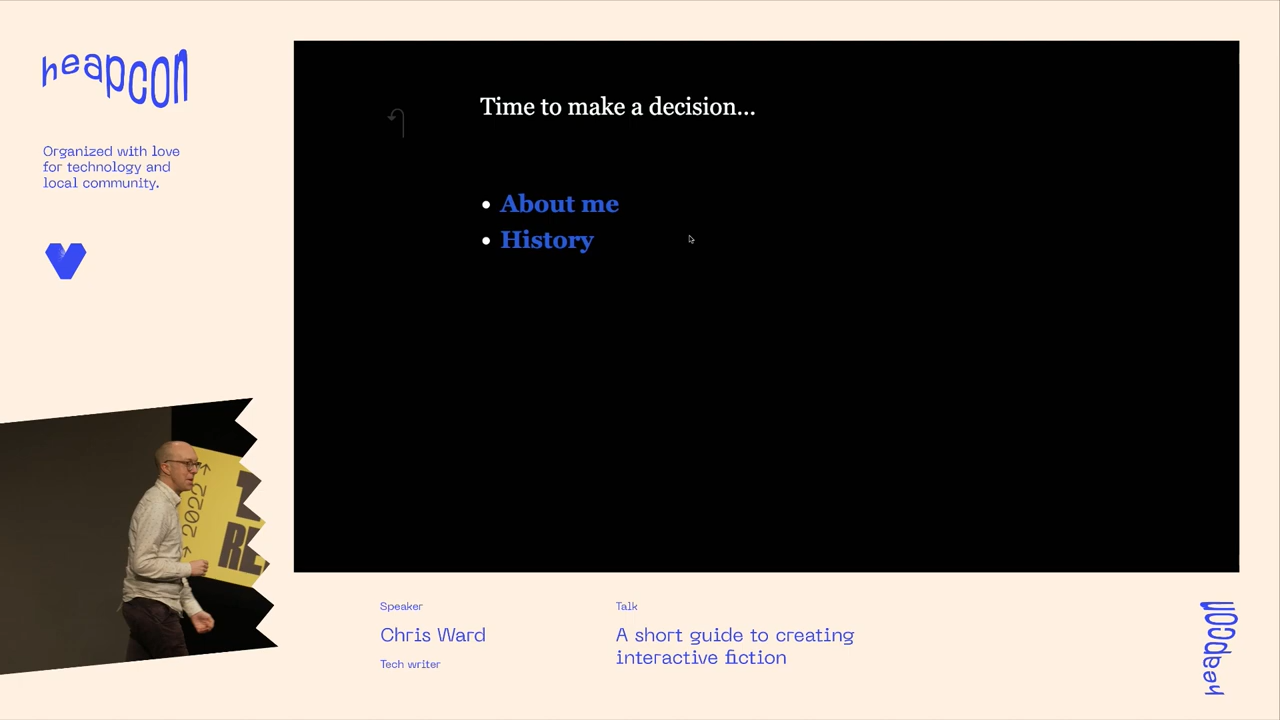 heapcon
Organized with love
for technology and
local community.
Time to make a decision...
• About me
• History
2022
RE
Speaker
Chris Ward
Tech writer
Talk
A short guide to creating
interactive fiction
heapcon